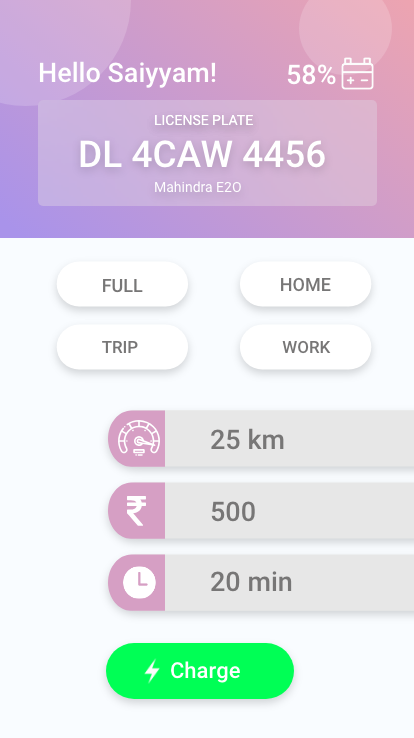 Hello Saiyyam!
58%
LICENSE PLATE
DL 4CAW 4456
Mahindra E2O
FULL
HOME
TRIP
WORK
25 km
₹ 500
20 min
Charge